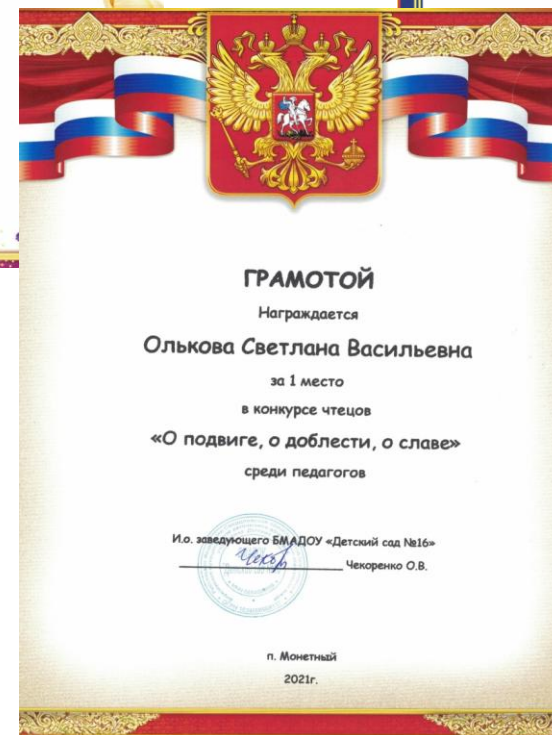 ГРАМОТОЙ
Награждается
Олькова Светлана Васильевна
за 1 место
в конкурсе чтецов
«О подвиге, о доблести, о славе»
среди педагогов
И.о. заведующего БМАДОУ «Детский сад №16»
Чекоренко О.В.
п. Монетный
2021г.